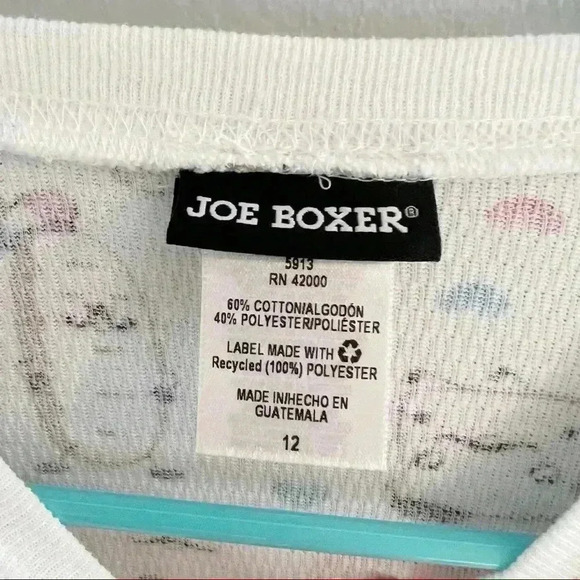 JOE BOXER®
5913
RN 42000
60% COTTON/ALGODÓN
40% POLYESTER/POLIÉSTER
LABEL MADE WITH
Recycled (100%) POLYESTER
MADE IN/HECHO EN
GUATEMALA
12